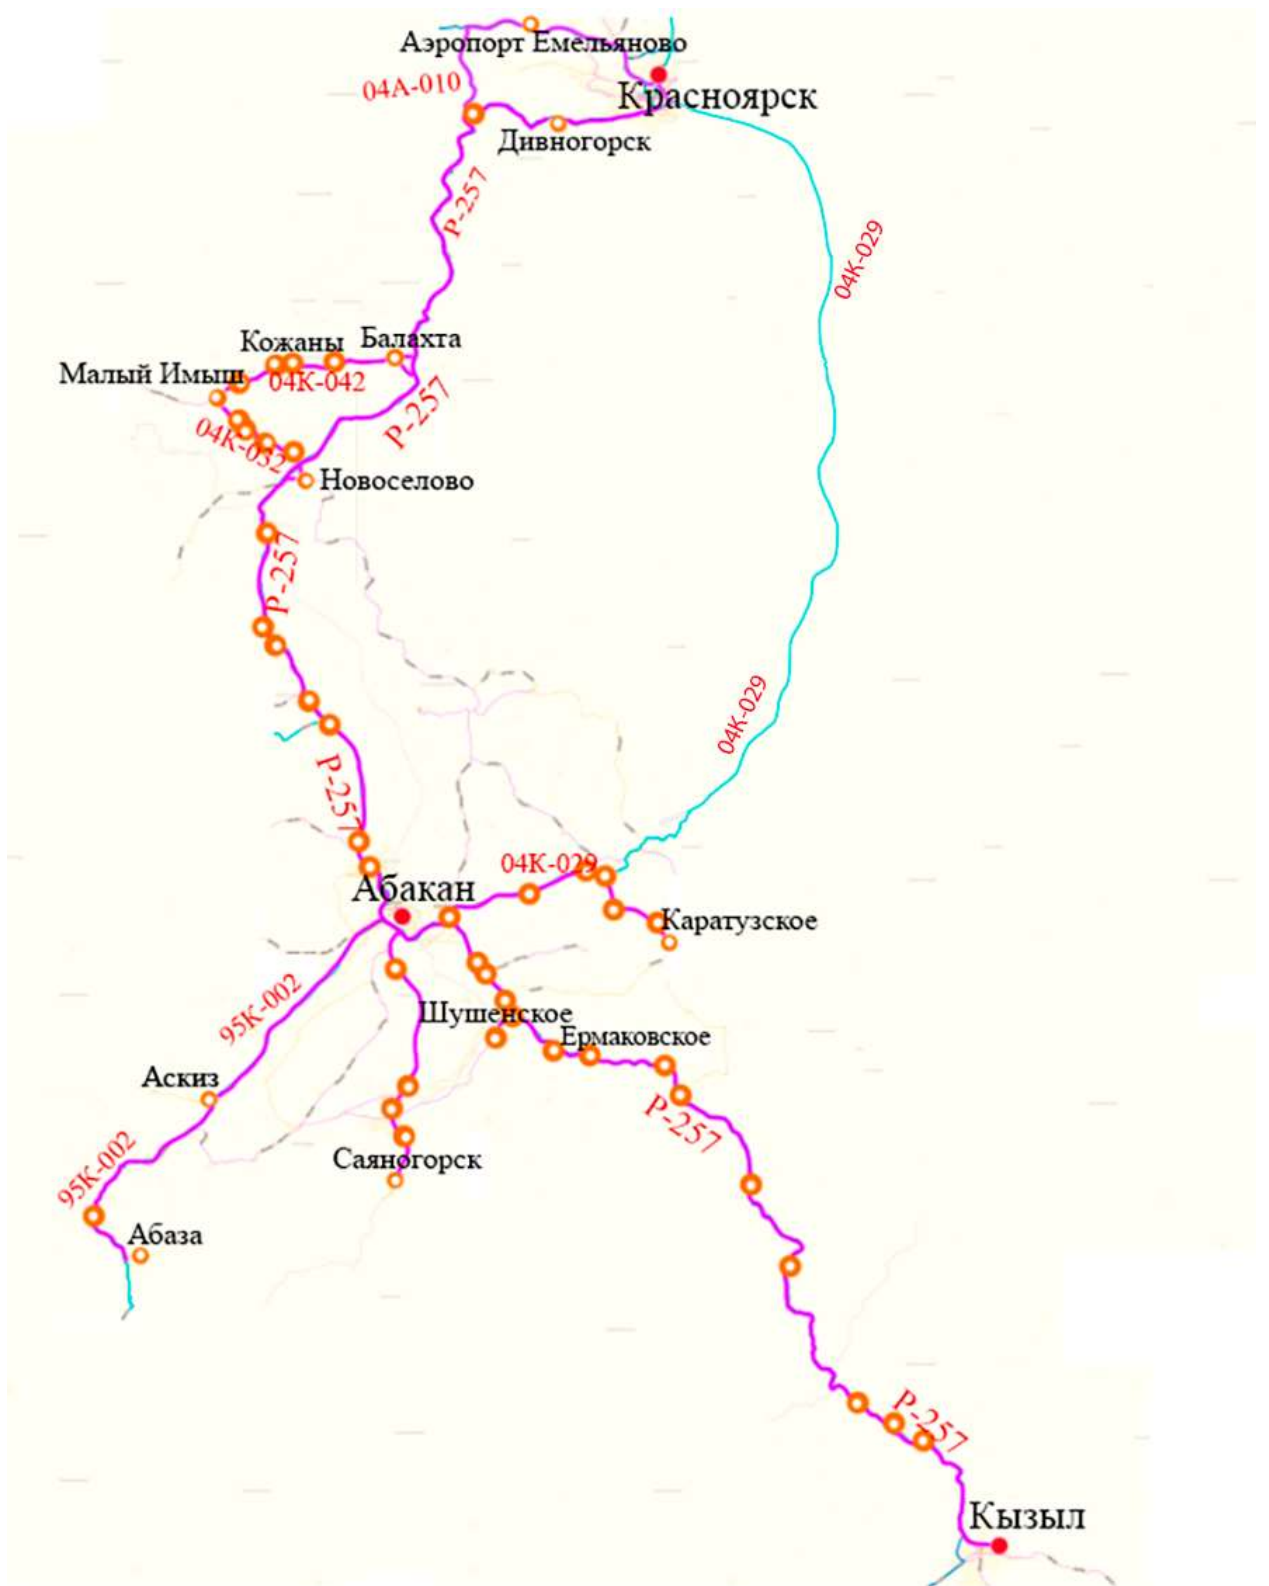 Аэропорт Емельяново
04А-010
Красноярск
Дивногорск
Р-257
04К-029
Кожаны
Балахта
Малый Имыш
04К-042
Р-257
04К-032
Новоселово
Р-257
04К-029
Р-257
04К-029
Абакан
Каратузское
95К-002
Шушенское
Ермаковское
Аскиз
Р-257
95К-002
Саяногорск
Абаза
Р-257
Кызыл